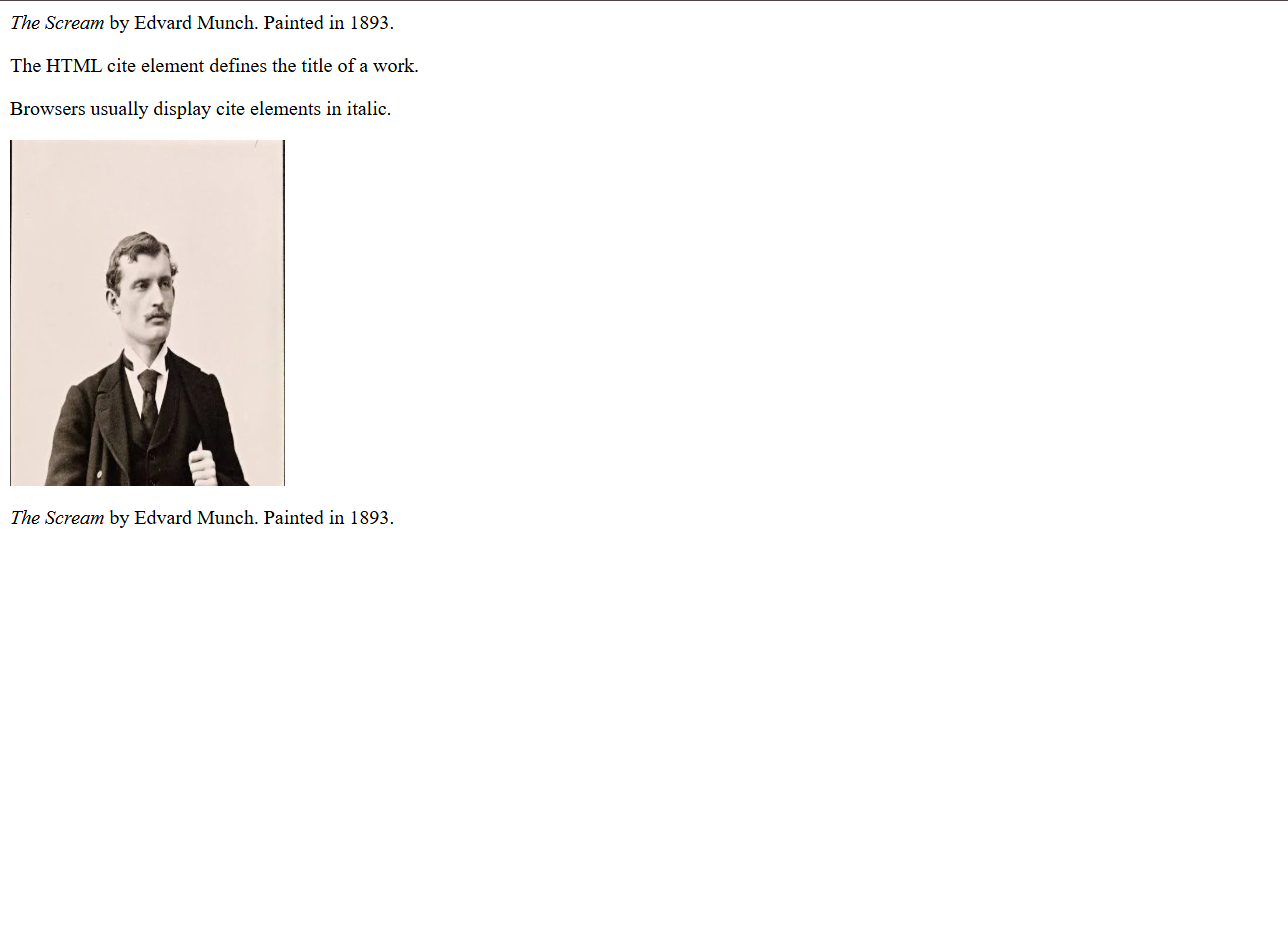 The Scream by Edvard Munch. Painted in 1893.
The HTML cite element defines the title of a work.
Browsers usually display cite elements in italic.
The Scream by Edvard Munch. Painted in 1893.